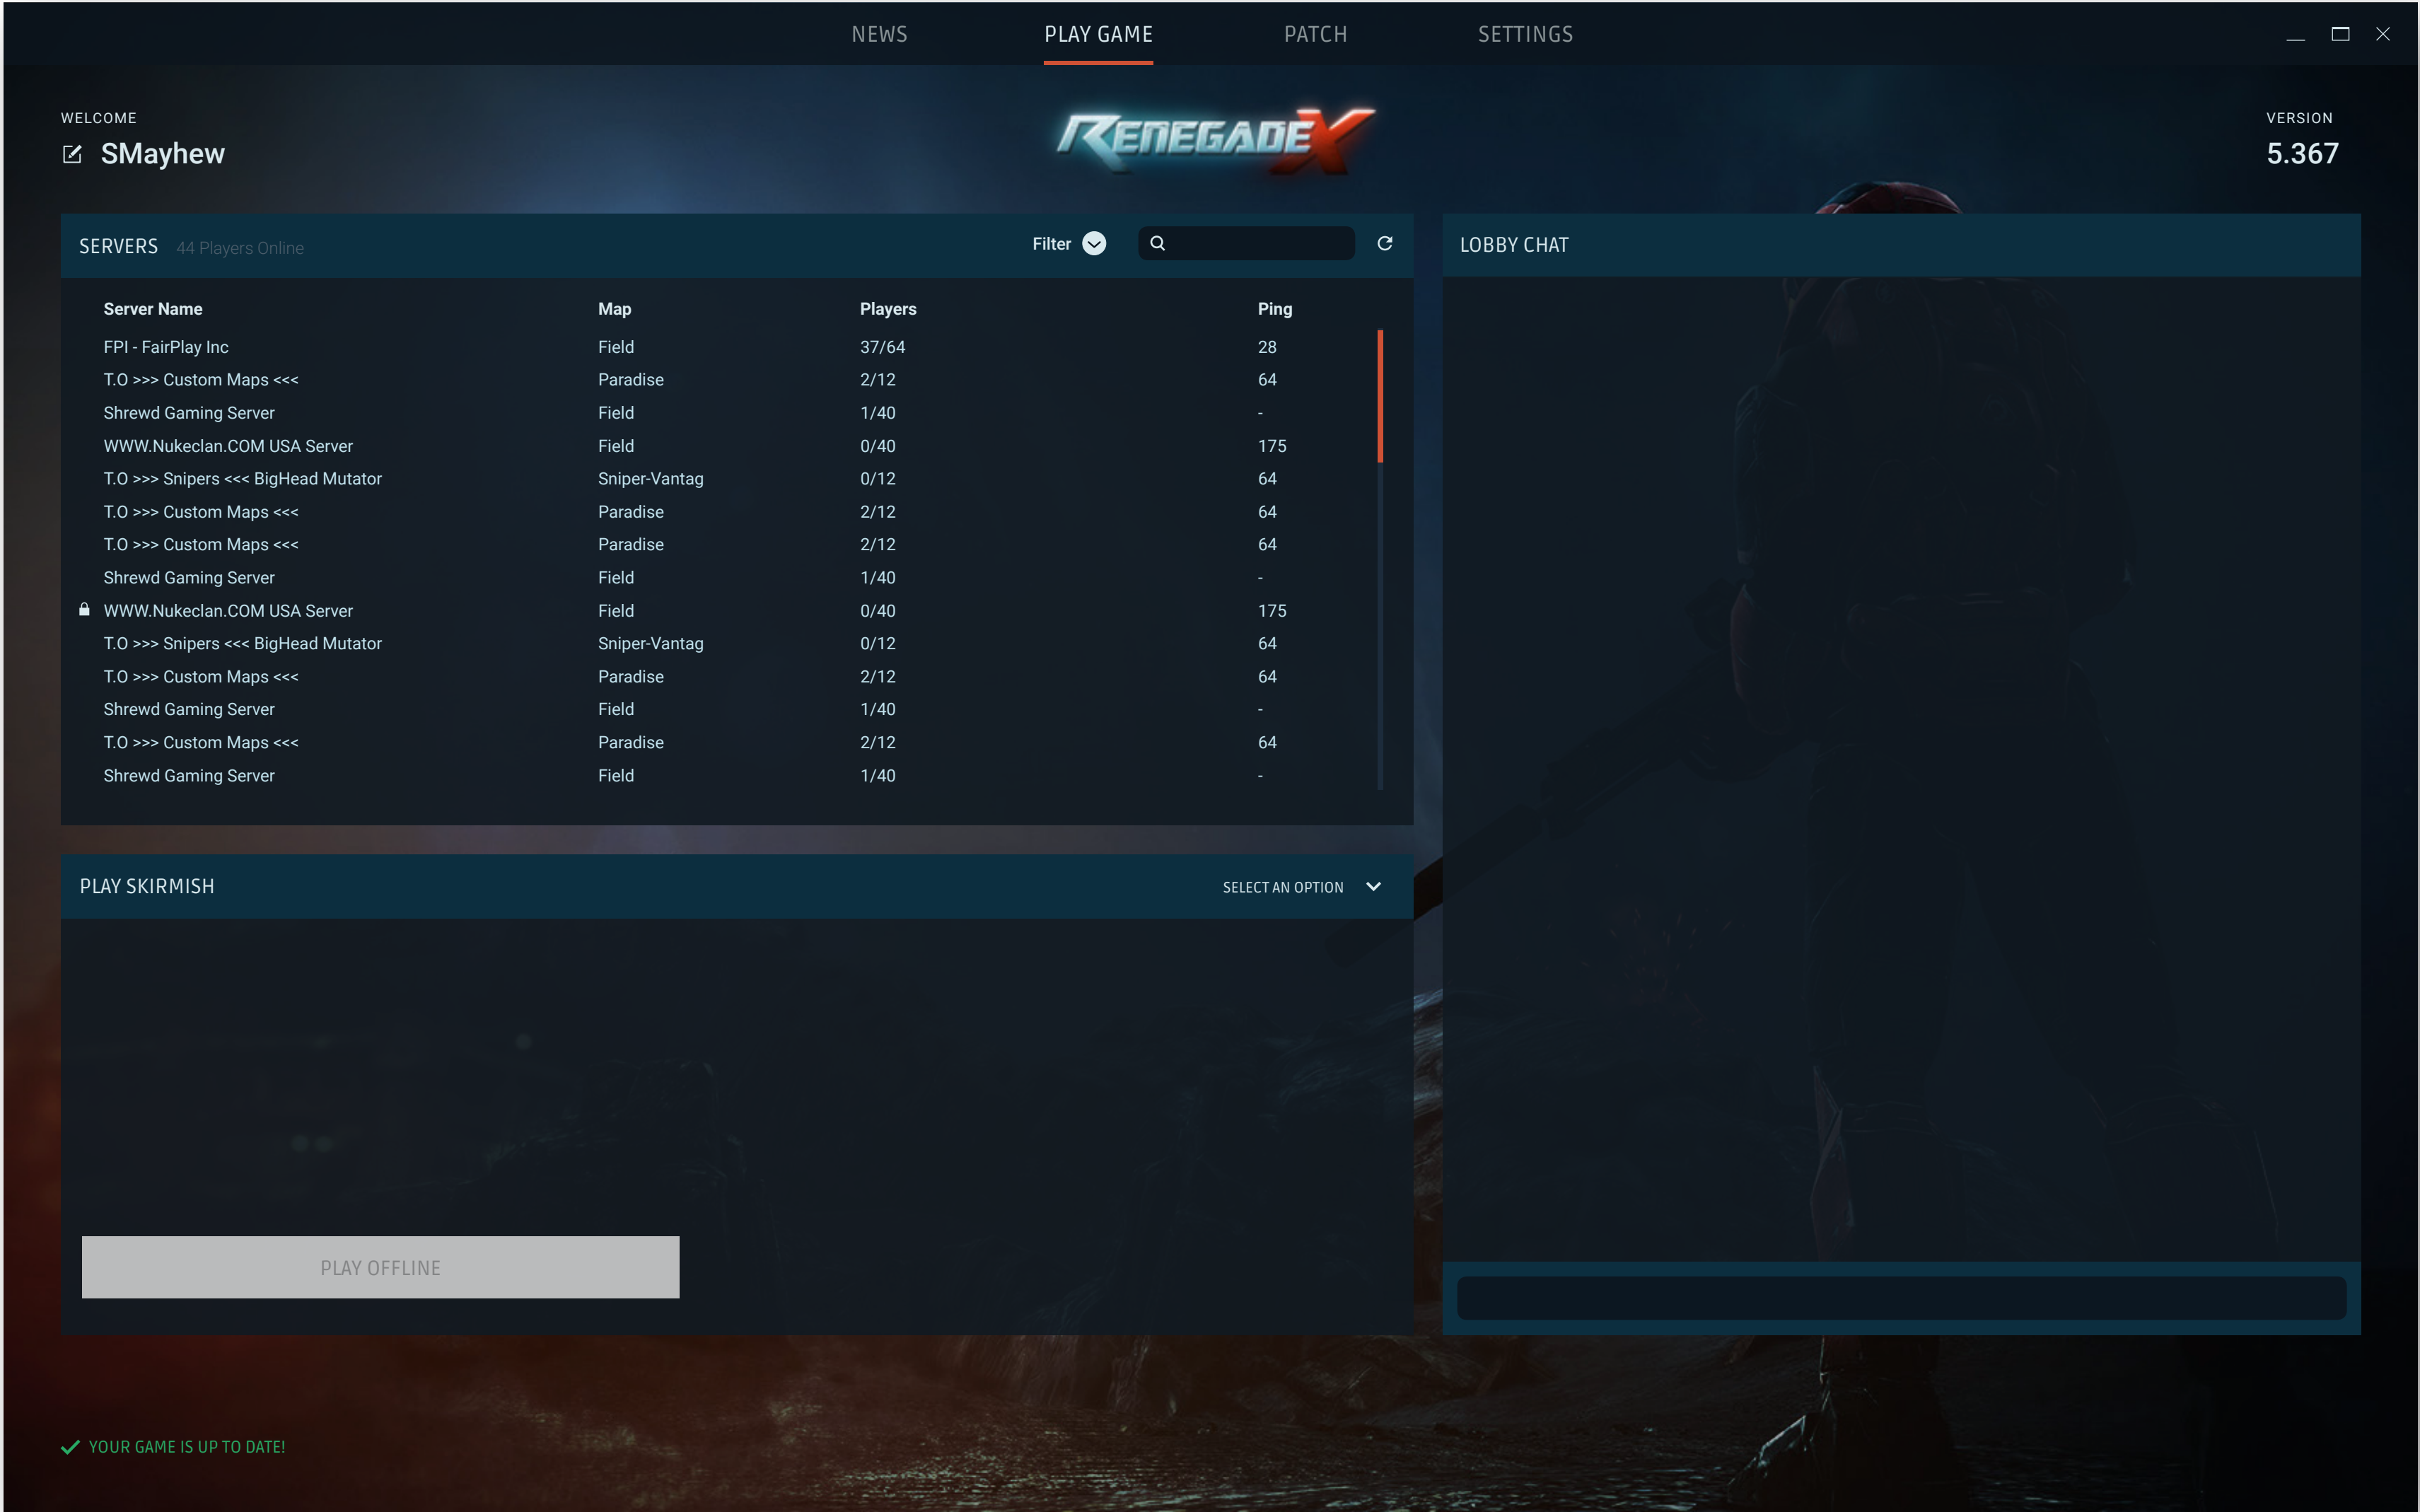 NEWS PLAY GAME PATCH SETTINGS
WELCOME
SMayhew
RENEGADEX
VERSION
5.367
SERVERS 44 Players Online Filter
Server Name Map Players Ping
FPI - FairPlay Inc Field 37/64 28
T.O >>> Custom Maps <<< Paradise 2/12 64
Shrewd Gaming Server Field 1/40 -
WWW.Nukeclan.COM USA Server Field 0/40 175
T.O >>> Snipers <<< BigHead Mutator Sniper-Vantag 0/12 64
T.O >>> Custom Maps <<< Paradise 2/12 64
T.O >>> Custom Maps <<< Paradise 2/12 64
Shrewd Gaming Server Field 1/40 -
WWW.Nukeclan.COM USA Server Field 0/40 175
T.O >>> Snipers <<< BigHead Mutator Sniper-Vantag 0/12 64
T.O >>> Custom Maps <<< Paradise 2/12 64
Shrewd Gaming Server Field 1/40 -
T.O >>> Custom Maps <<< Paradise 2/12 64
Shrewd Gaming Server Field 1/40 -
LOBBY CHAT
PLAY SKIRMISH SELECT AN OPTION
PLAY OFFLINE
YOUR GAME IS UP TO DATE!